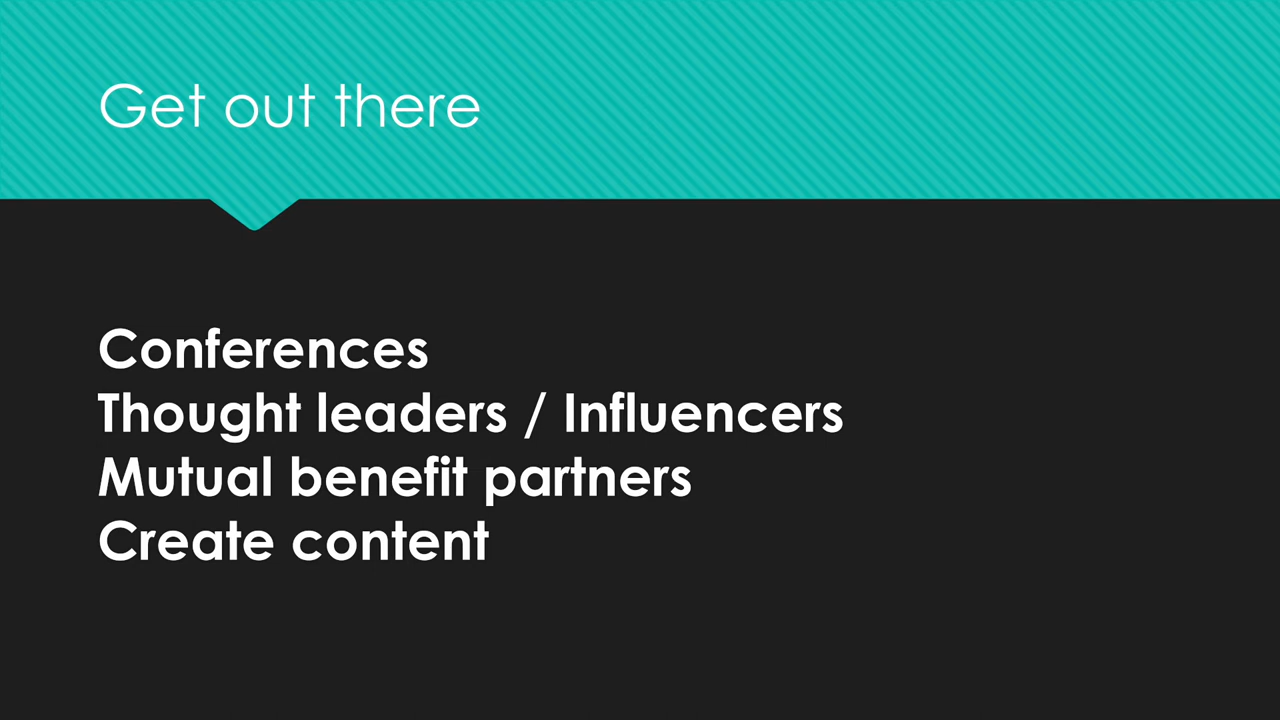 Get out there
Conferences
Thought leaders / Influencers
Mutual benefit partners
Create content